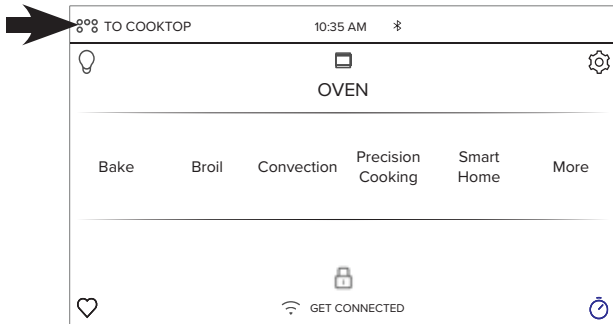 TO COOKTOP 10:35 AM
OVEN
Bake Broil Convection Precision Cooking Smart Home More
GET CONNECTED